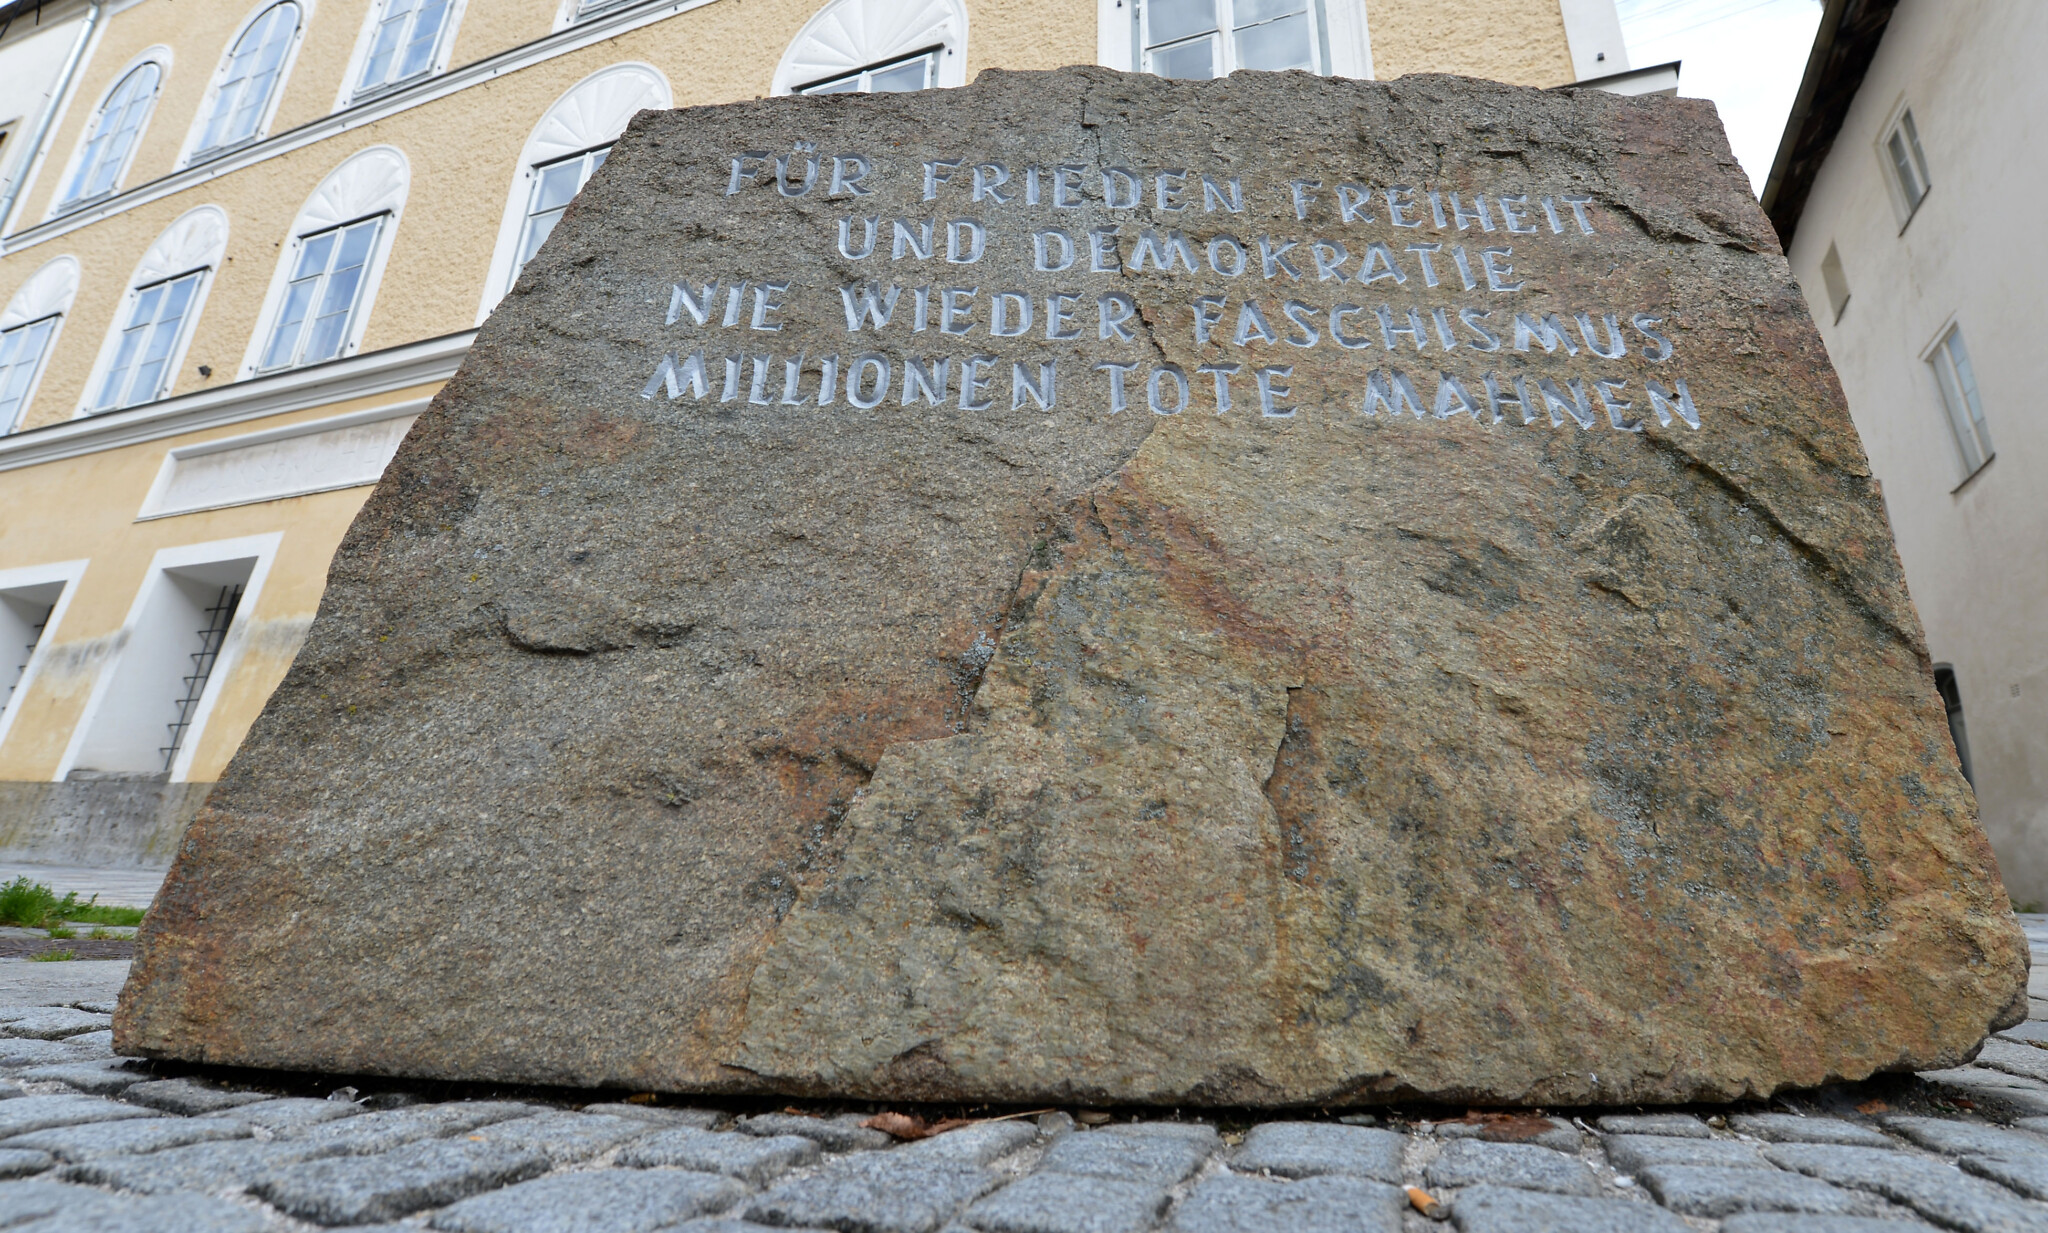 FÜR FRIEDEN FREIHEIT
UND DEMOKRATIE
NIE WIEDER FASCHISMUS
MILLIONEN TOTE MAHNEN